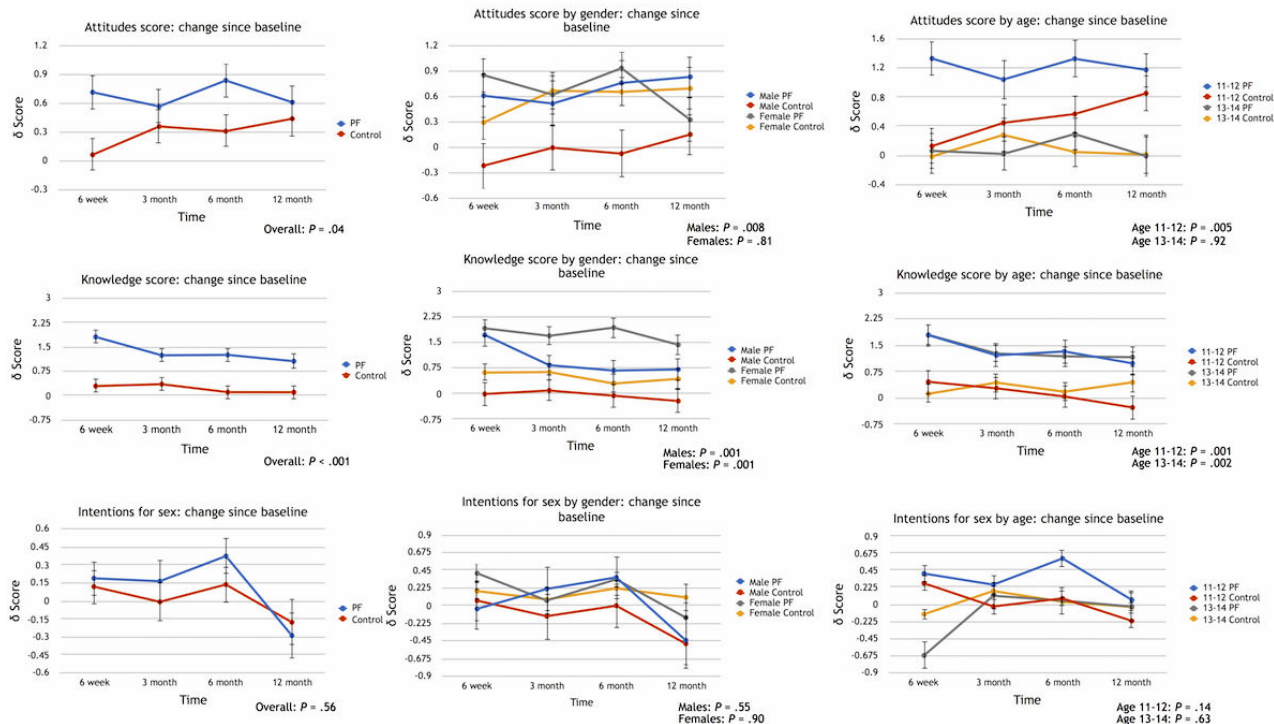 Attitudes score: change since baseline
δ Score
1.2
0.9
0.6
0.3
0
-0.3
6 week 3 month 6 month 12 month
Time
PF
Control
Overall: P = .04
Attitudes score by gender: change since
baseline
δ Score
1.2
0.9
0.6
0.3
0
-0.3
-0.6
6 week 3 month 6 month 12 month
Time
Male PF
Male Control
Female PF
Female Control
Males: P = .008
Females: P = .81
Attitudes score by age: change since baseline
δ Score
1.6
1.2
0.8
0.4
0
-0.4
6 week 3 month 6 month 12 month
Time
11-12 PF
11-12 Control
13-14 PF
13-14 Control
Age 11-12: P = .005
Age 13-14: P = .92
Knowledge score: change since baseline
δ Score
3
2.25
1.5
0.75
0
-0.75
6 week 3 month 6 month 12 month
Time
PF
Control
Overall: P < .001
Knowledge score by gender: change since
baseline
δ Score
3
2.25
1.5
0.75
0
-0.75
6 week 3 month 6 month 12 month
Time
Male PF
Male Control
Female PF
Female Control
Males: P = .001
Females: P = .001
Knowledge score by age: change since baseline
δ Score
3
2.25
1.5
0.75
0
-0.75
6 week 3 month 6 month 12 month
Time
11-12 PF
11-12 Control
13-14 PF
13-14 Control
Age 11-12: P = .001
Age 13-14: P = .002
Intentions for sex: change since baseline
δ Score
0.6
0.45
0.3
0.15
0
-0.15
-0.3
-0.45
-0.6
6 week 3 month 6 month 12 month
Time
PF
Control
Overall: P = .56
Intentions for sex by gender: change since
baseline
δ Score
0.9
0.675
0.45
0.225
0
-0.225
-0.45
-0.675
-0.9
6 week 3 month 6 month 12 month
Time
Male PF
Male Control
Female PF
Female Control
Males: P = .55
Females: P = .90
Intentions for sex by age: change since baseline
δ Score
0.9
0.675
0.45
0.225
0
-0.225
-0.45
-0.675
-0.9
6 week 3 month 6 month 12 month
Time
11-12 PF
11-12 Control
13-14 PF
13-14 Control
Age 11-12: P = .14
Age 13-14: P = .63